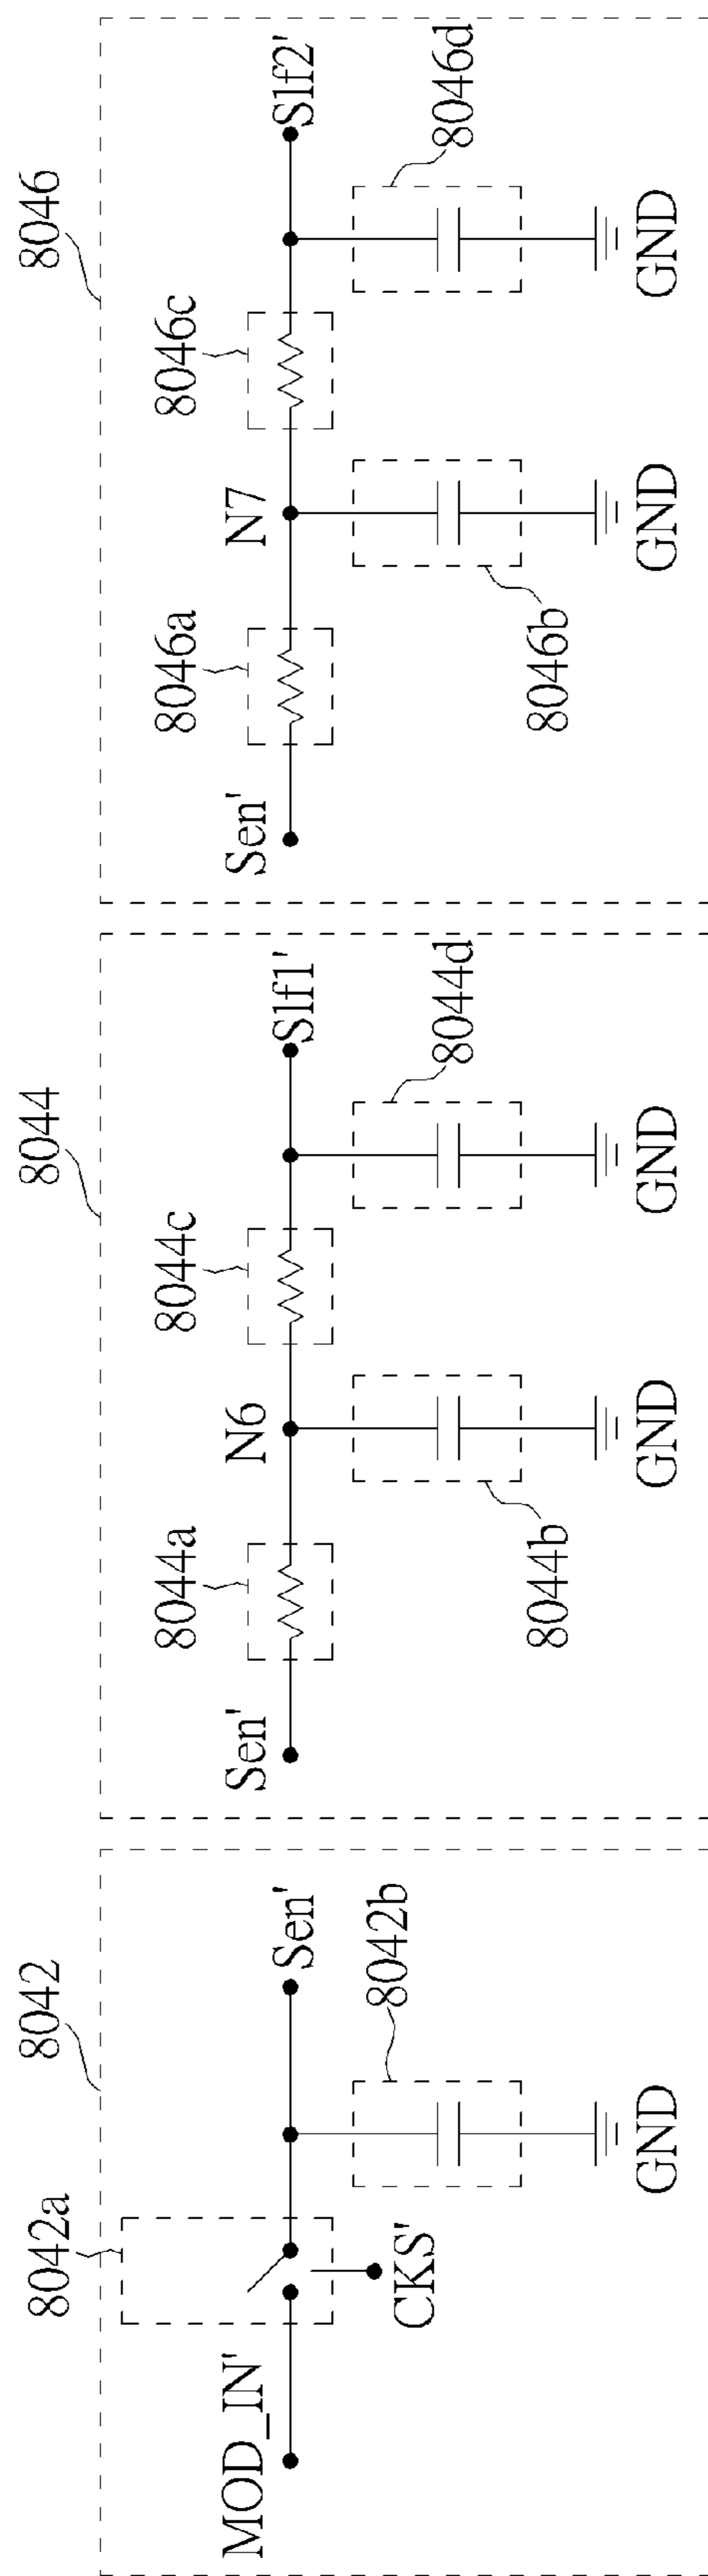 8042
8042a
MOD_IN'
CKS'
Sen'
8042b
GND
8044
8044a
Sen'
N6
8044c
Slf1'
8044b
8044d
GND
GND
8046
8046a
Sen'
N7
8046c
Slf2'
8046b
8046d
GND
GND